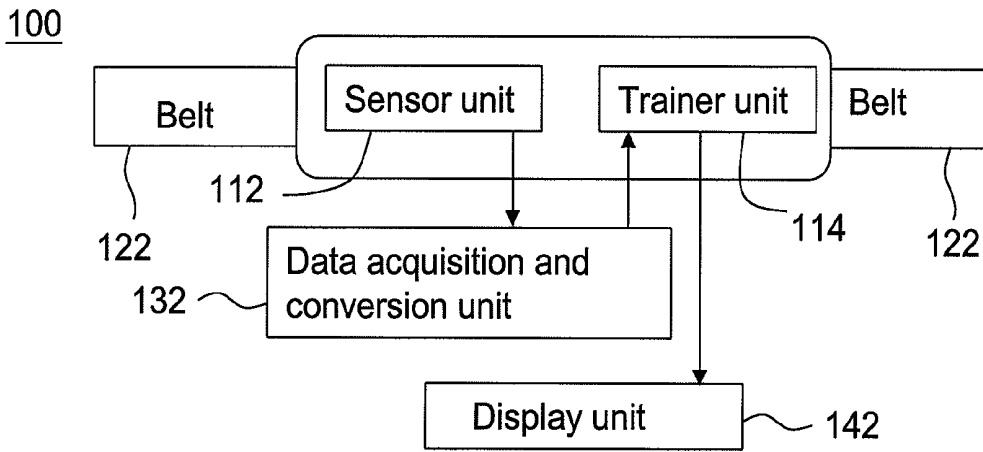 100
Belt
Sensor unit
Trainer unit
Belt
112
114
122
122
Data acquisition and
conversion unit
132
Display unit
142